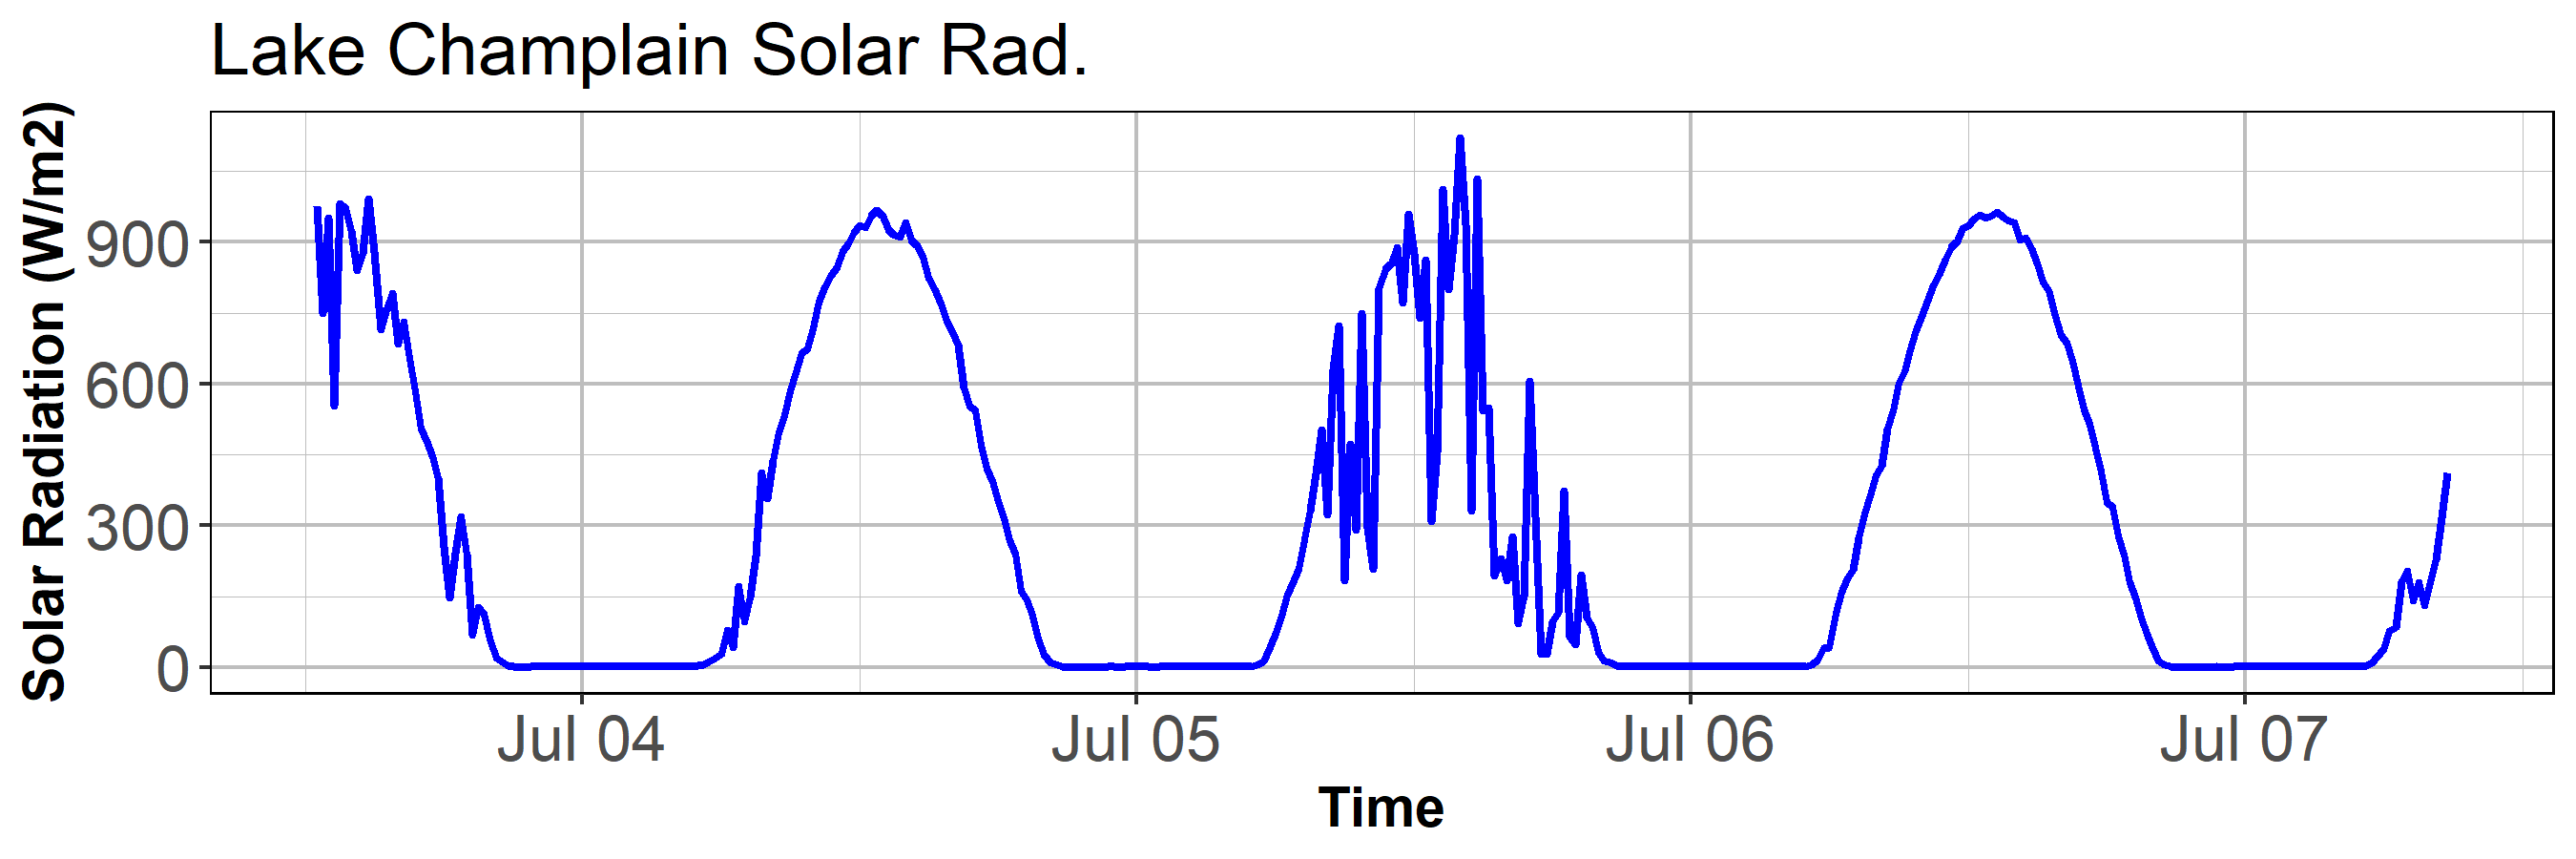 Lake Champlain Solar Rad.
Solar Radiation (W/m2)
900
600
300
0
Jul 04 Jul 05 Jul 06 Jul 07
Time